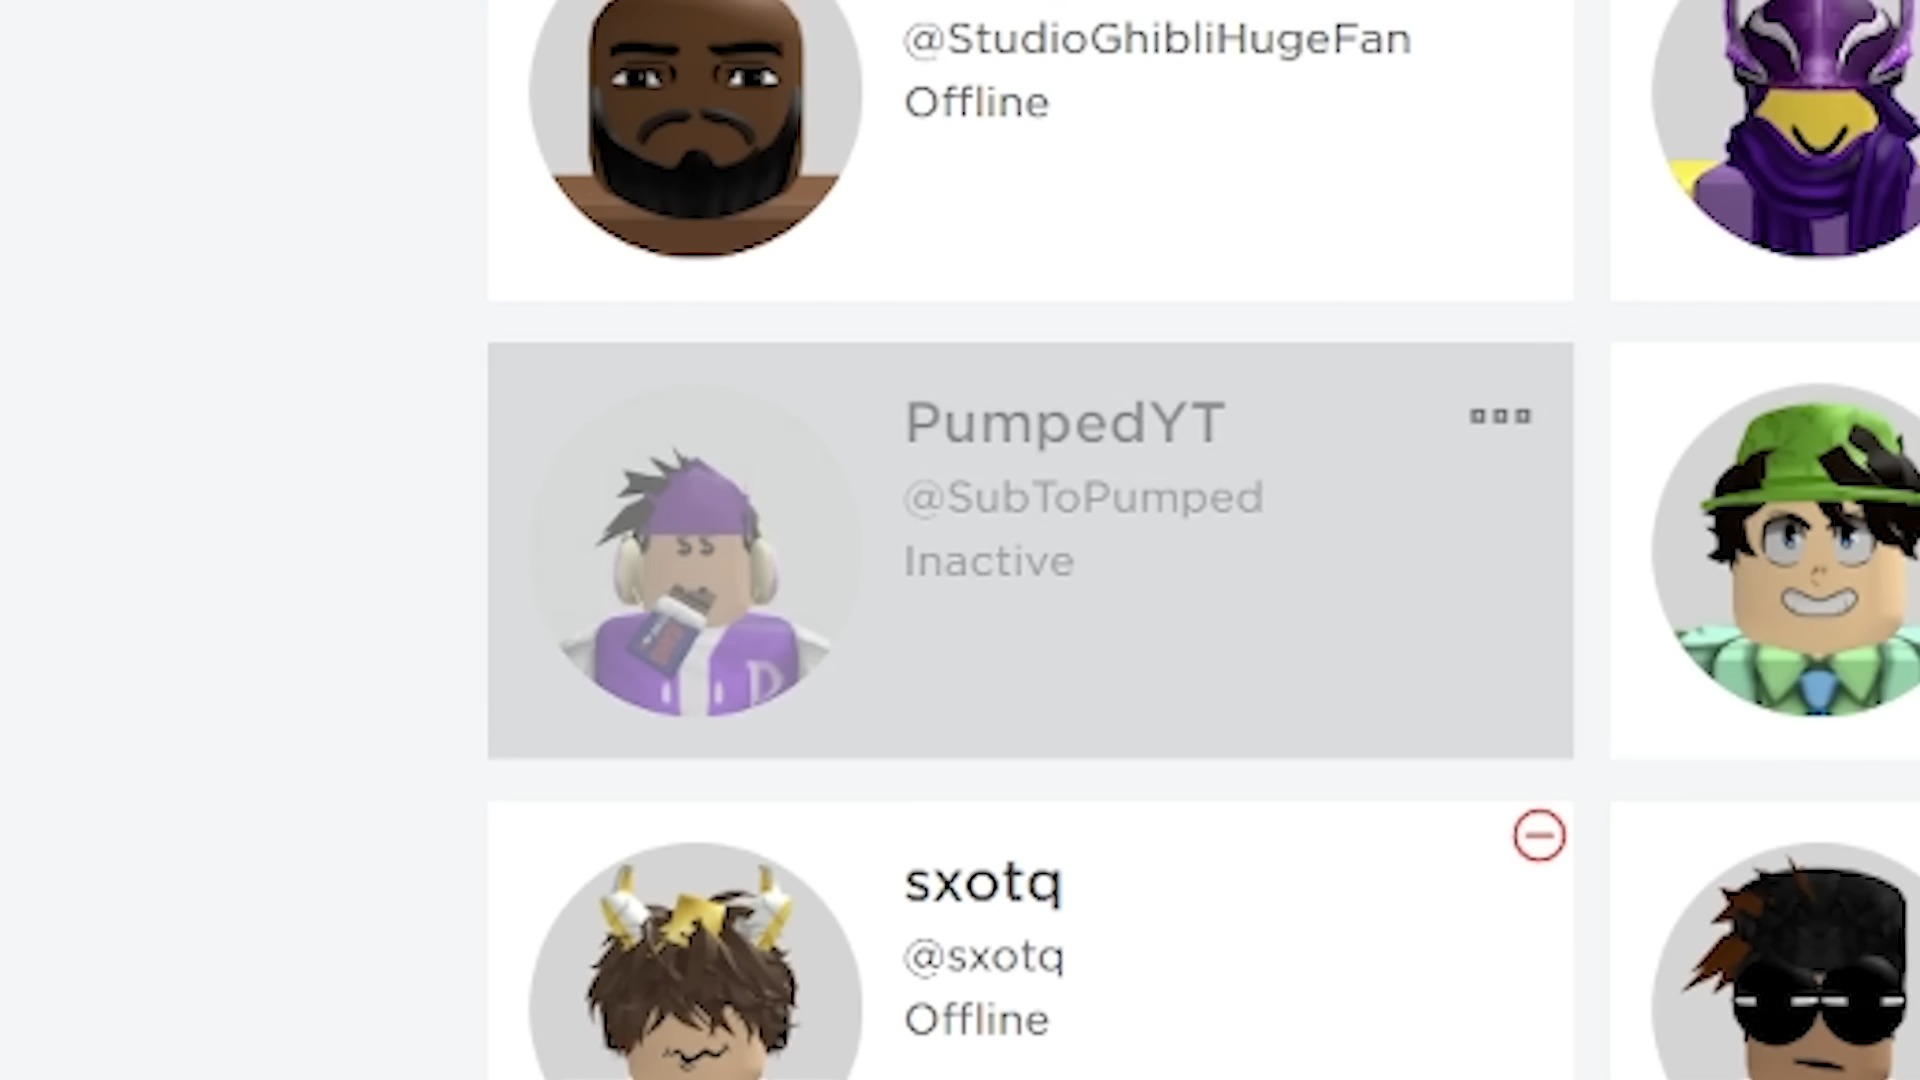 @StudioGhibliHugeFan
Offline
PumpedYT
@SubToPumped
Inactive
sxotq
@sxotq
Offline